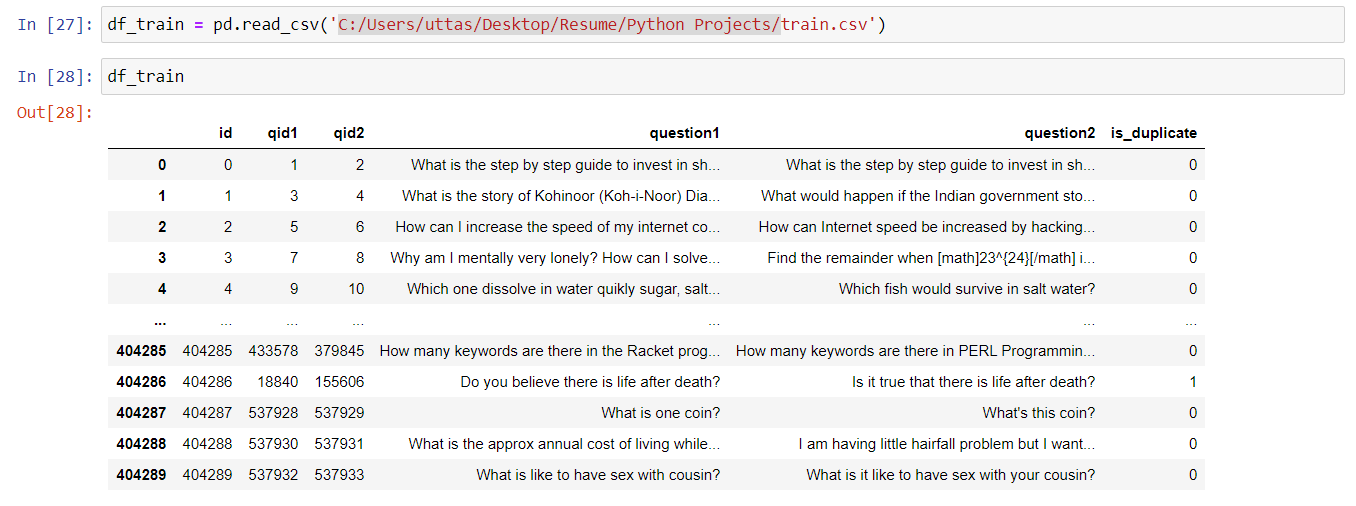 In [27]: df_train = pd.read_csv('C:/Users/uttas/Desktop/Resume/Python Projects/train.csv')
In [28]: df_train
Out[28]:
id qid1 qid2 question1 question2 is_duplicate
0 0 1 2 What is the step by step guide to invest in sh... What is the step by step guide to invest in sh... 0
1 1 3 4 What is the story of Kohinoor (Koh-i-Noor) Dia... What would happen if the Indian government sto... 0
2 2 5 6 How can I increase the speed of my internet co... How can Internet speed be increased by hacking... 0
3 3 7 8 Why am I mentally very lonely? How can I solve... Find the remainder when [math]23^{24}[/math] i... 0
4 4 9 10 Which one dissolve in water quikly sugar, salt... Which fish would survive in salt water? 0
... ... ... ... ... ... ...
404285 404285 433578 379845 How many keywords are there in the Racket prog... How many keywords are there in PERL Programmin... 0
404286 404286 18840 155606 Do you believe there is life after death? Is it true that there is life after death? 1
404287 404287 537928 537929 What is one coin? What's this coin? 0
404288 404288 537930 537931 What is the approx annual cost of living while... I am having little hairfall problem but I want... 0
404289 404289 537932 537933 What is like to have sex with cousin? What is it like to have sex with your cousin? 0